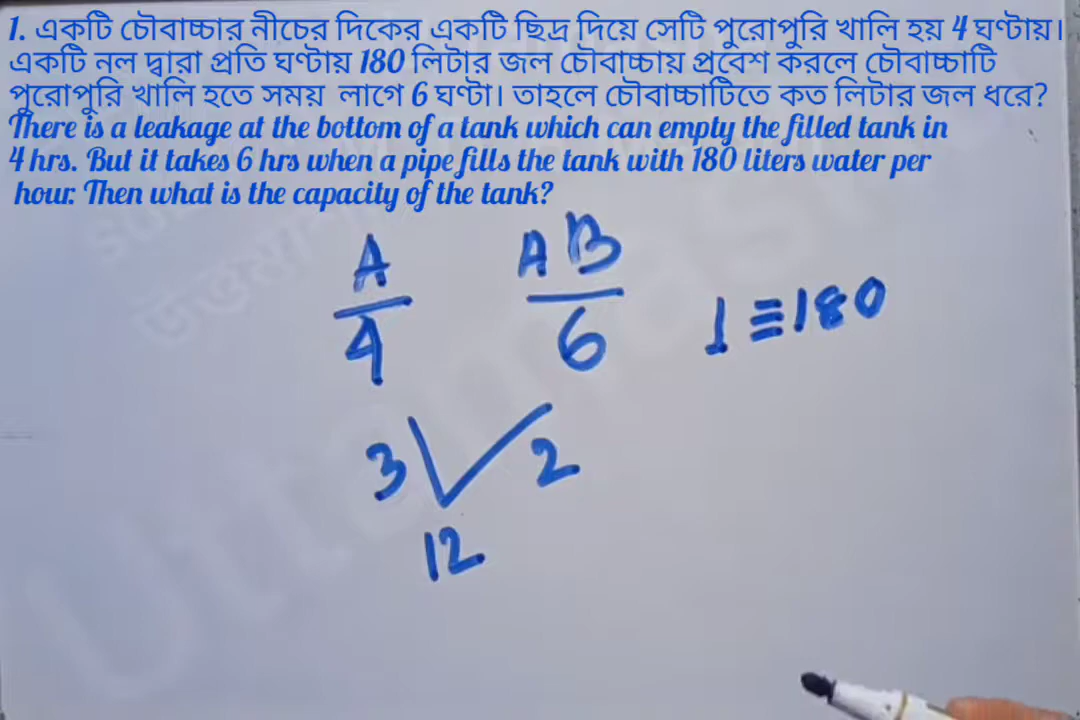 1. একটি চৌবাচ্চার নীচের দিকের একটি ছিদ্র দিয়ে সেটি পুরোপুরি খালি হয় 4 ঘণ্টায়।
একটি নল দ্বারা প্রতি ঘণ্টায় 180 লিটার জল চৌবাচ্চায় প্রবেশ করলে চৌবাচ্চাটি
পুরোপুরি খালি হতে সময় লাগে 6 ঘণ্টা। তাহলে চৌবাচ্চাটিতে কত লিটার জল ধরে?
There is a leakage at the bottom of a tank which can empty the filled tank in
4 hrs. But it takes 6 hrs when a pipe fills the tank with 180 liters water per
hour. Then what is the capacity of the tank?
A AB
4 6 1 ≡ 180
3 2
12